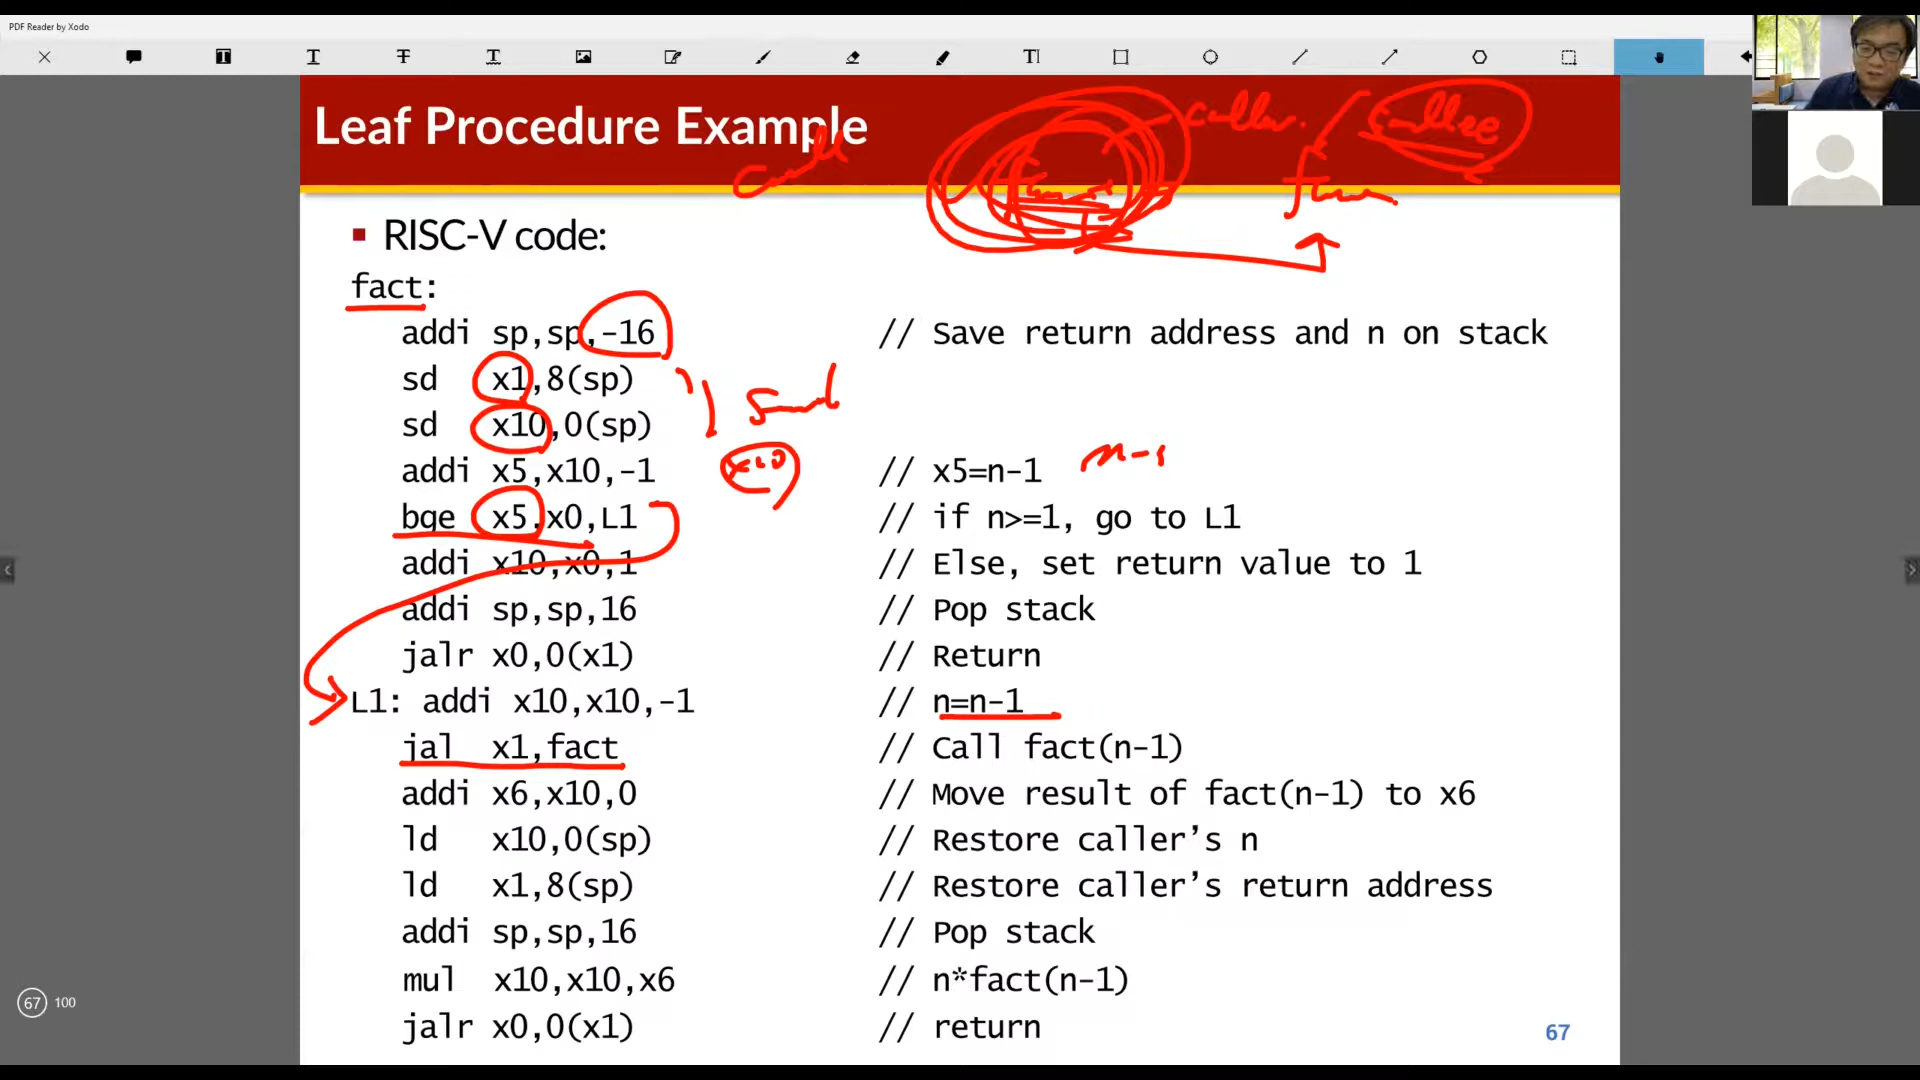 PDF Reader by Xodo
Leaf Procedure Example
call
caller.
callee
func
▪ RISC-V code:
fact:
addi sp,sp,-16 // Save return address and n on stack
sd x1,8(sp)
sd x10,0(sp)
x10
addi x5,x10,-1 // x5=n-1 n-1
bge x5,x0,L1 // if n>=1, go to L1
addi x10,x0,1 // Else, set return value to 1
addi sp,sp,16 // Pop stack
jalr x0,0(x1) // Return
L1: addi x10,x10,-1 // n=n-1
jal x1,fact // Call fact(n-1)
addi x6,x10,0 // Move result of fact(n-1) to x6
ld x10,0(sp) // Restore caller’s n
ld x1,8(sp) // Restore caller’s return address
addi sp,sp,16 // Pop stack
mul x10,x10,x6 // n*fact(n-1)
jalr x0,0(x1) // return
67 100
67